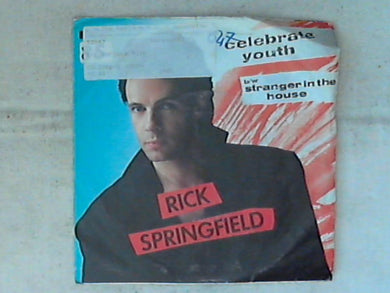 celebrate
youth
b/w
stranger in the
house
RICK
SPRINGFIELD